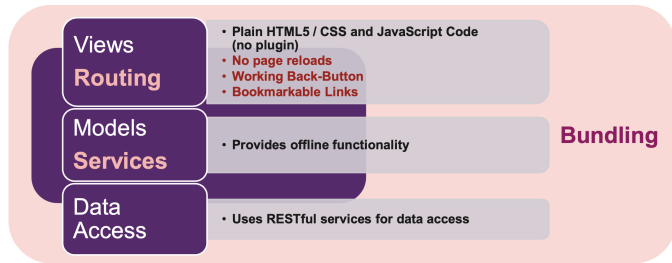 Views
Routing
• Plain HTML5 / CSS and JavaScript Code
(no plugin)
• No page reloads
• Working Back-Button
• Bookmarkable Links
Models
Services
• Provides offline functionality
Bundling
Data
Access
• Uses RESTful services for data access